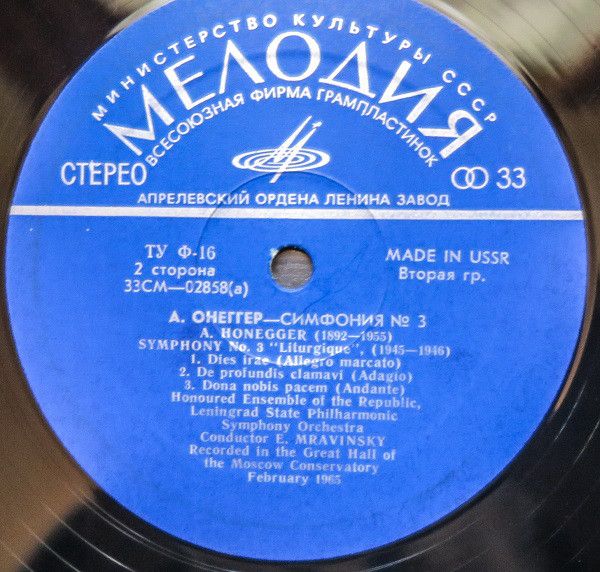 МИНИСТЕРСТВО КУЛЬТУРЫ СССР
МЕЛОДИЯ
ВСЕСОЮЗНАЯ ФИРМА ГРАМПЛАСТИНОК
СТЕРЕО 33
АПРЕЛЕВСКИЙ ОРДЕНА ЛЕНИНА ЗАВОД
ТУ Ф-16 MADE IN USSR
2 сторона Вторая гр.
33СМ—02858(а)
А. ОНЕГГЕР—СИМФОНИЯ № 3
A. HONEGGER (1892—1955)
SYMPHONY No. 3 "Liturgique", (1945—1946)
1. Dies irae (Allegro marcato)
2. De profundis clamavi (Adagio)
3. Dona nobis pacem (Andante)
Honoured Ensemble of the Republic,
Leningrad State Philharmonic
Symphony Orchestra
Conductor E. MRAVINSKY
Recorded in the Great Hall of
the Moscow Conservatory
February 1965